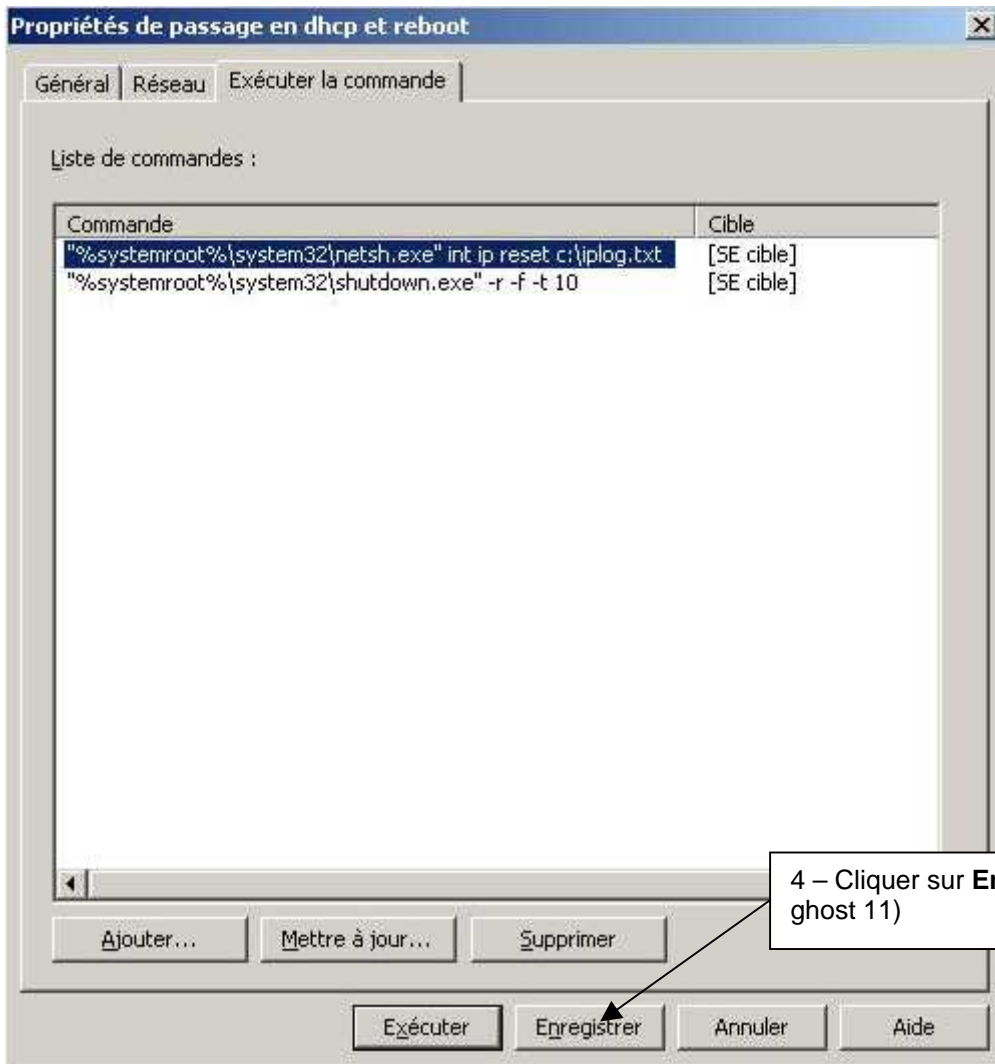 Propriétés de passage en dhcp et reboot
Général
Réseau
Exécuter la commande
Liste de commandes :
Commande Cible
"%systemroot%\system32\netsh.exe" int ip reset c:\iplog.txt [SE cible]
"%systemroot%\system32\shutdown.exe" -r -f -t 10 [SE cible]
4 – Cliquer sur
ghost 11)
Ajouter... Mettre à jour... Supprimer
Exécuter Enregistrer Annuler Aide